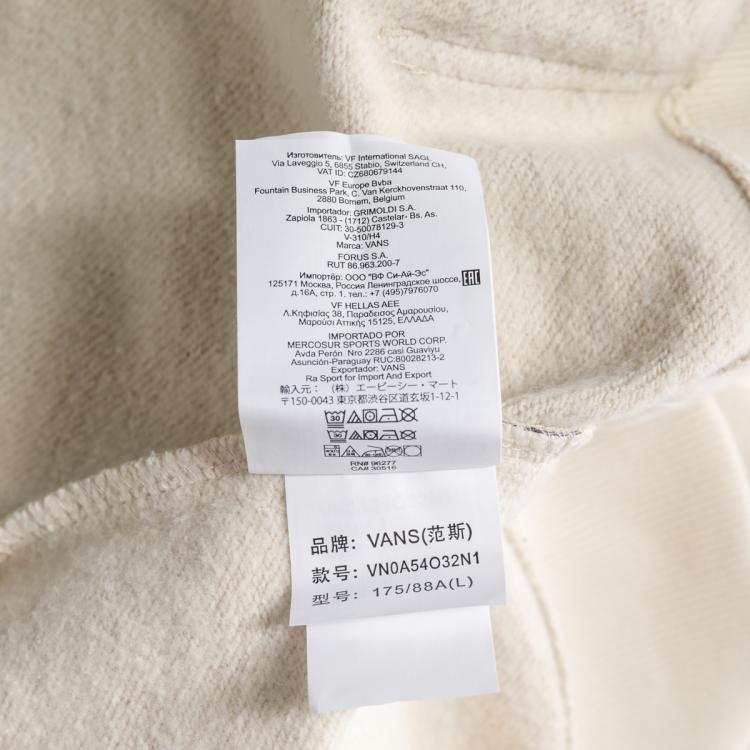 Изготовитель: VF International SAGL
Via Laveggio 5, 6855 Stabio, Switzerland CH,
VAT ID: CZ680679144
VF Europe Bvba
Fountain Business Park, C. Van Kerckhovenstraat 110,
2880 Bornem, Belgium
Importador: GRIMOLDI S.A.
Zapiola 1863 - (1712) Castelar- Bs. As.
CUIT: 30-50078129-3
V-310/H4
Marca: VANS
FORUS S.A.
RUT 86.963.200-7
Импортёр: ООО "ВФ Си-Ай-Эс"
125171 Москва, Россия Ленинградское шоссе,
д.16А, стр. 1, тел.: +7 (495)7976070
EAC
VF HELLAS AEE
Λ.Κηφισίας 38, Παραδεισος Αμαρουσίου,
Μαρούσι Αττικής 15125, ΕΛΛΑΔΑ
IMPORTADO POR
MERCOSUR SPORTS WORLD CORP.
Avda Perón Nro 2286 casi Guaviyu
Asunción-Paraguay RUC:80028213-2
Exportador: VANS
Ra Sport for Import And Export
輸入元： （株） エービーシー・マート
〒150-0043 東京都渋谷区道玄坂1-12-1
30
30
RN# 96277
CA# 30516
品牌: VANS(范斯)
款号: VN0A54O32N1
型号: 175/88A(L)